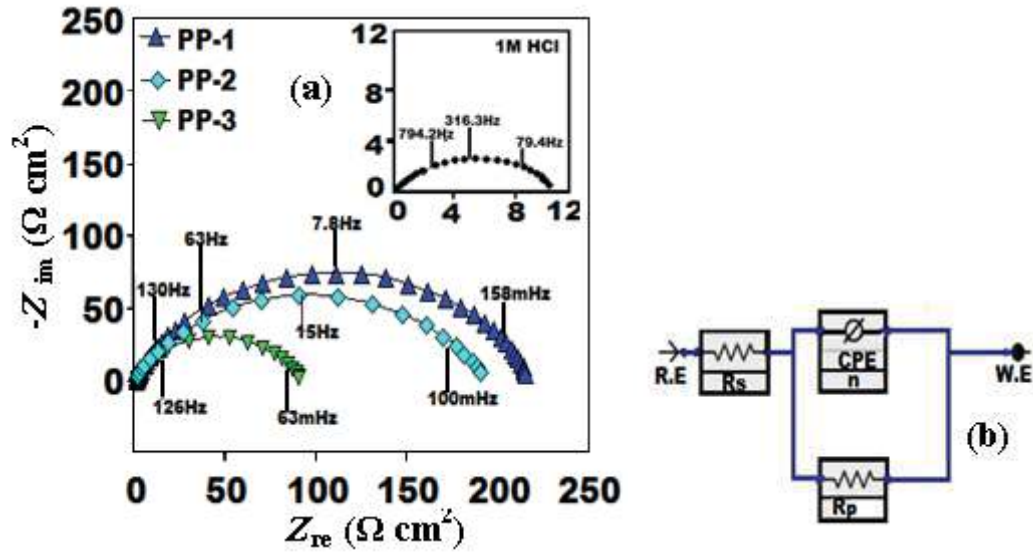 250
200
150
100
50
0
-Z im (Ω cm²)
PP-1
PP-2
PP-3
(a)
12
8
4
0
1M HCl
794.2Hz
316.3Hz
79.4Hz
0 4 8 12
7.8Hz
63Hz
130Hz
158mHz
15Hz
126Hz
63mHz
100mHz
0 50 100 150 200 250
Zre (Ω cm²)
R.E
Rs
CPE
n
W.E
Rp
(b)